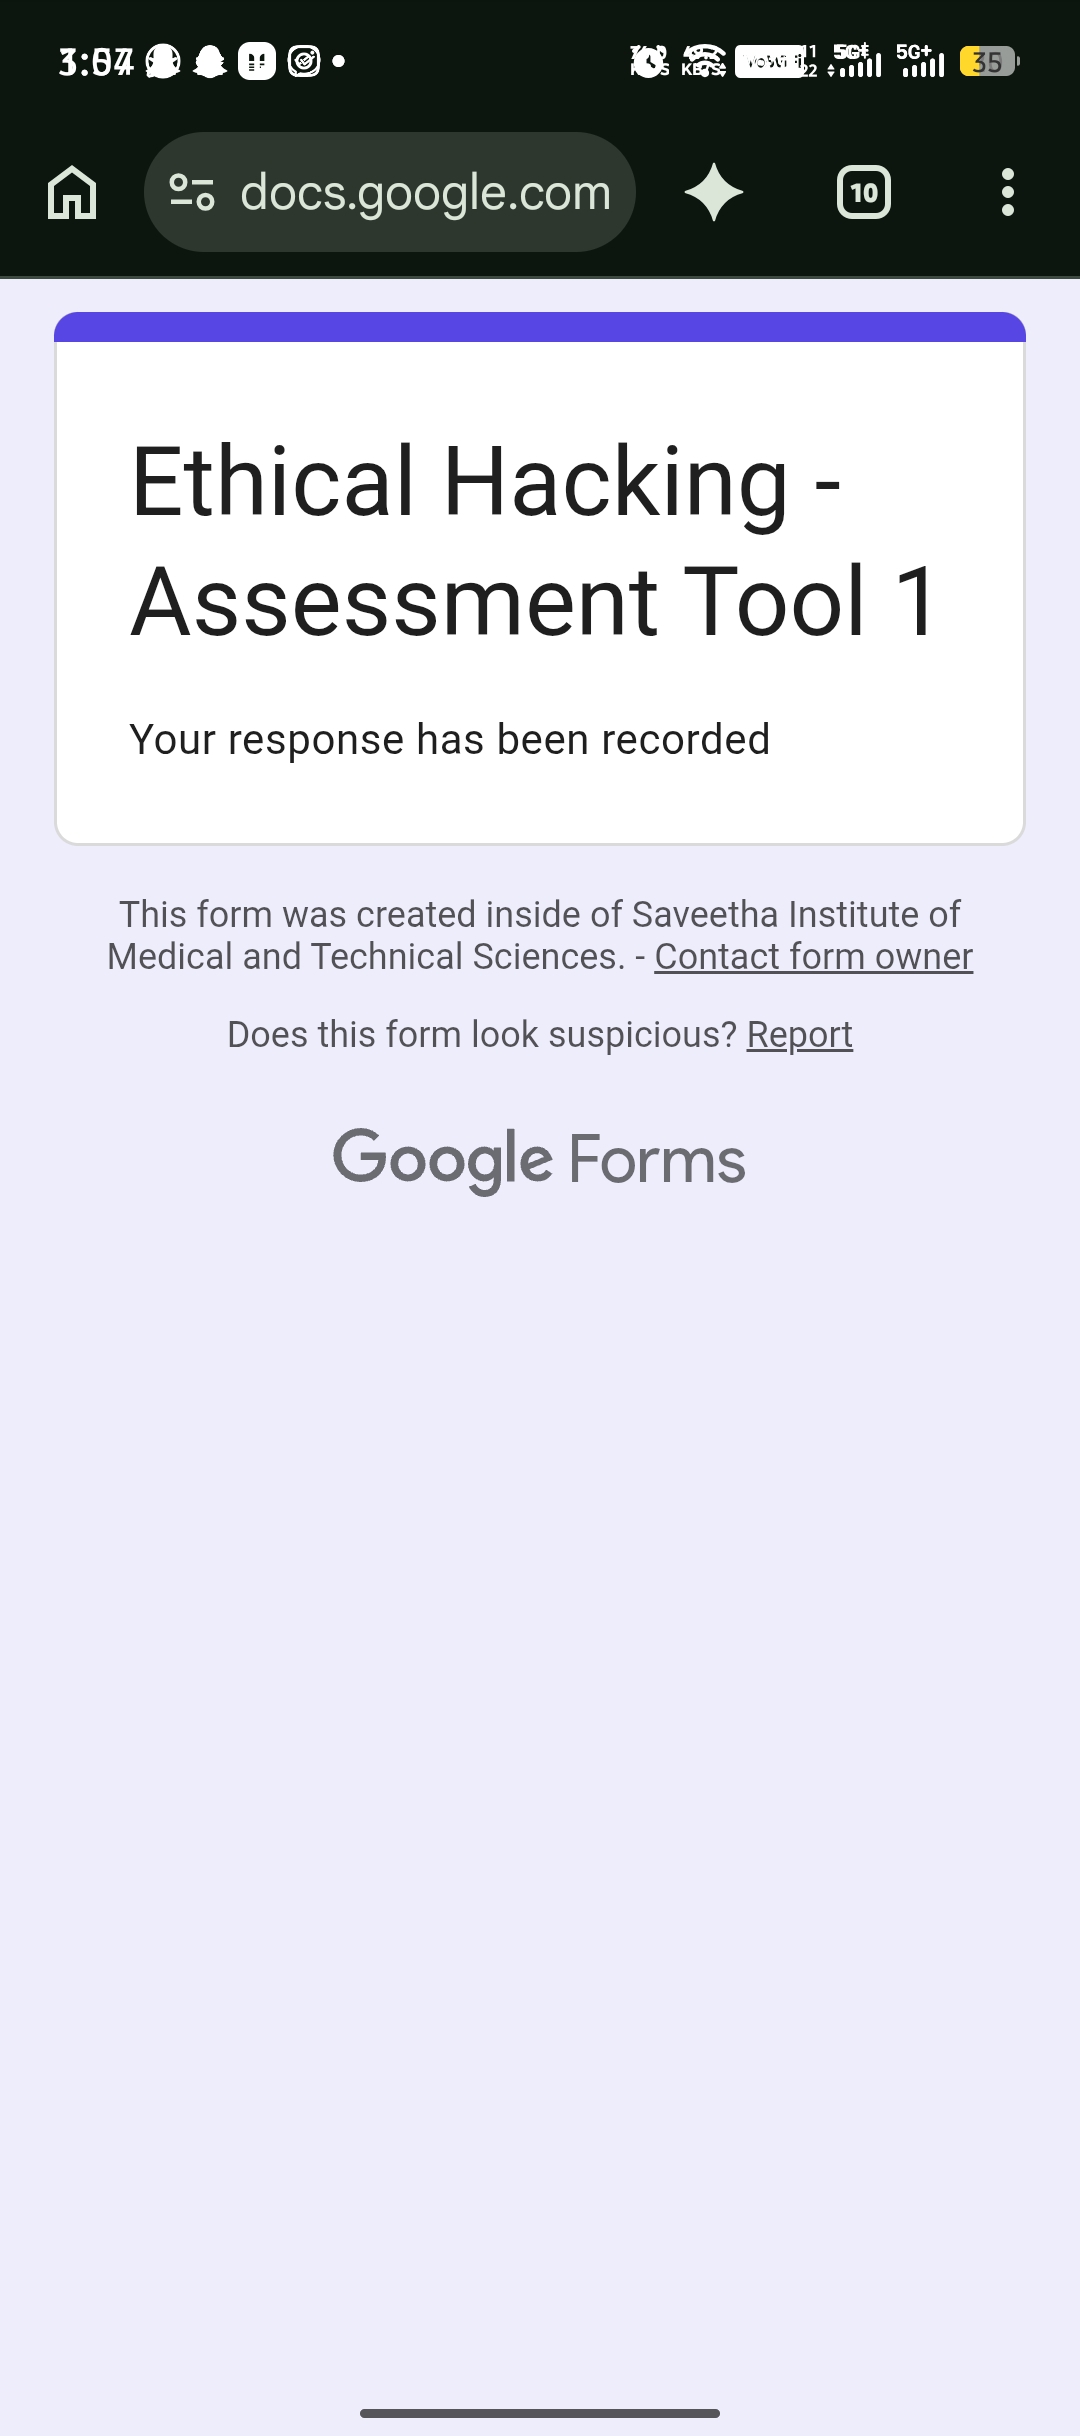 docs.google.com
10
5G+
35
Ethical Hacking -
Assessment Tool 1
Your response has been recorded
This form was created inside of Saveetha Institute of
Medical and Technical Sciences. - Contact form owner
Does this form look suspicious? Report
Google Forms